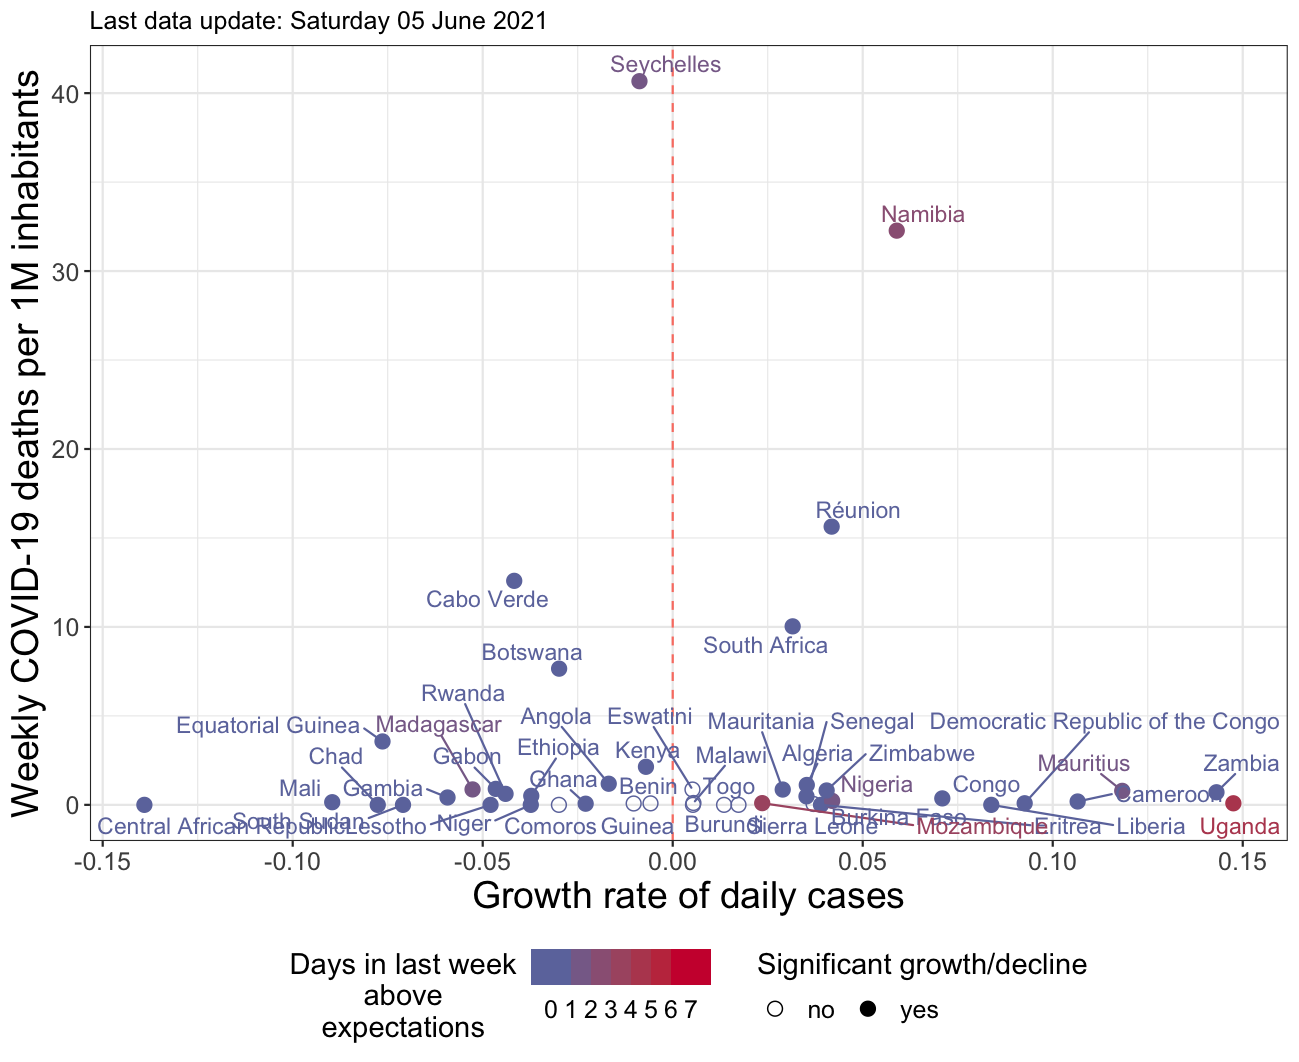 Last data update: Saturday 05 June 2021
Weekly COVID-19 deaths per 1M inhabitants
40
30
20
10
0
Seychelles
Namibia
Réunion
Cabo Verde
South Africa
Botswana
Rwanda
Equatorial Guinea
Madagascar
Angola
Eswatini
Mauritania
Senegal
Democratic Republic of the Congo
Chad
Gabon
Ethiopia
Kenya
Malawi
Algeria
Zimbabwe
Mauritius
Zambia
Mali
Gambia
Ghana
Benin
Togo
Nigeria
Congo
Cameroon
Central African Republic
South Sudan
Lesotho
Niger
Comoros
Guinea
Burundi
Sierra Leone
Burkina Faso
Mozambique
Eritrea
Liberia
Uganda
-0.15
-0.10
-0.05
0.00
0.05
0.10
0.15
Growth rate of daily cases
Days in last week
above
expectations
0 1 2 3 4 5 6 7
Significant growth/decline
no
yes